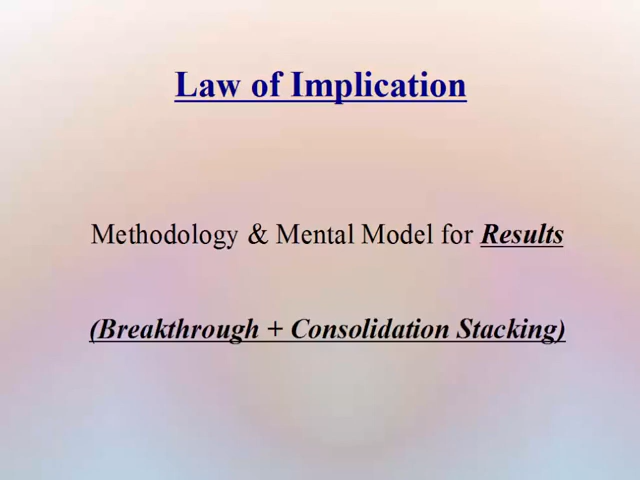 Law of Implication
Methodology & Mental Model for Results
(Breakthrough + Consolidation Stacking)